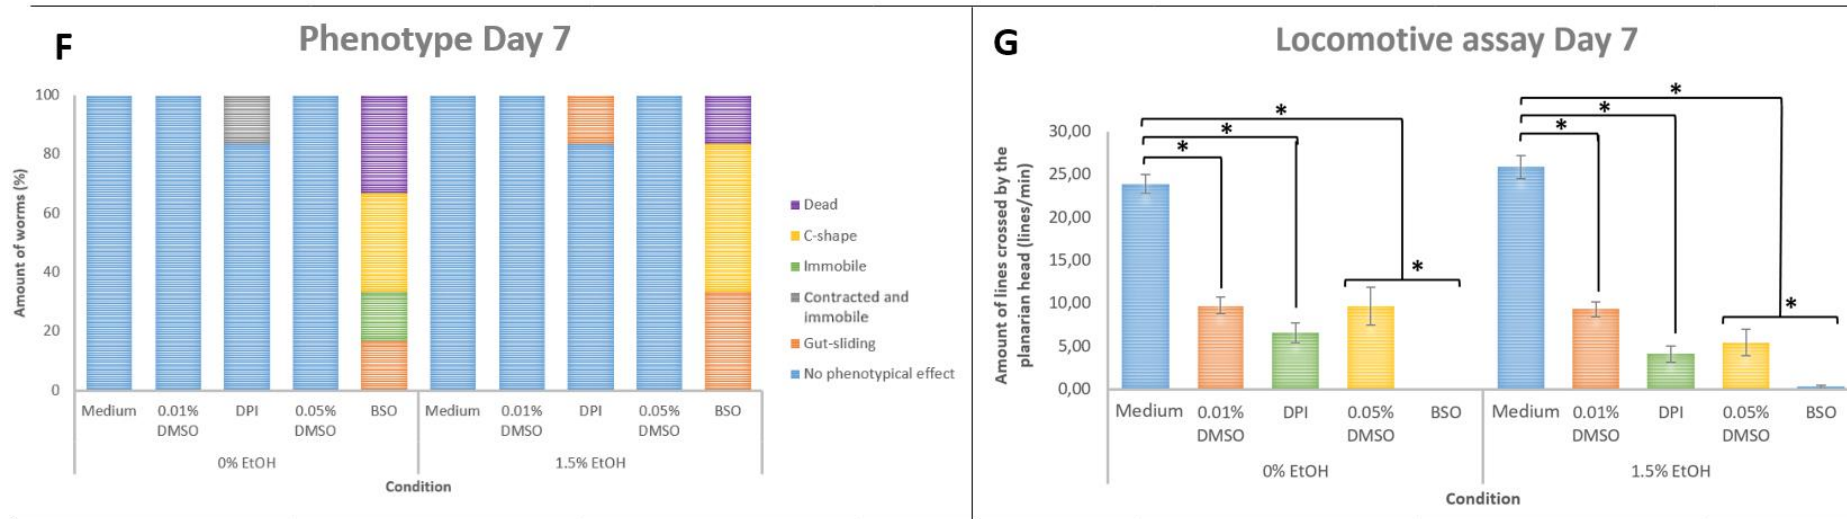 F
Phenotype Day 7
Amount of worms (%)
100
80
60
40
20
0
Medium
0.01%
DMSO
DPI
0.05%
DMSO
BSO
Medium
0.01%
DMSO
DPI
0.05%
DMSO
BSO
0% EtOH
1.5% EtOH
Condition
Dead
C-shape
Immobile
Contracted and
immobile
Gut-sliding
No phenotypical effect
G
Locomotive assay Day 7
Amount of lines crossed by the
planarian head (lines/min)
30,00
25,00
20,00
15,00
10,00
5,00
0,00
*
*
*
*
*
*
*
*
Medium
0.01%
DMSO
DPI
0.05%
DMSO
BSO
Medium
0.01%
DMSO
DPI
0.05%
DMSO
BSO
0% EtOH
1.5% EtOH
Condition